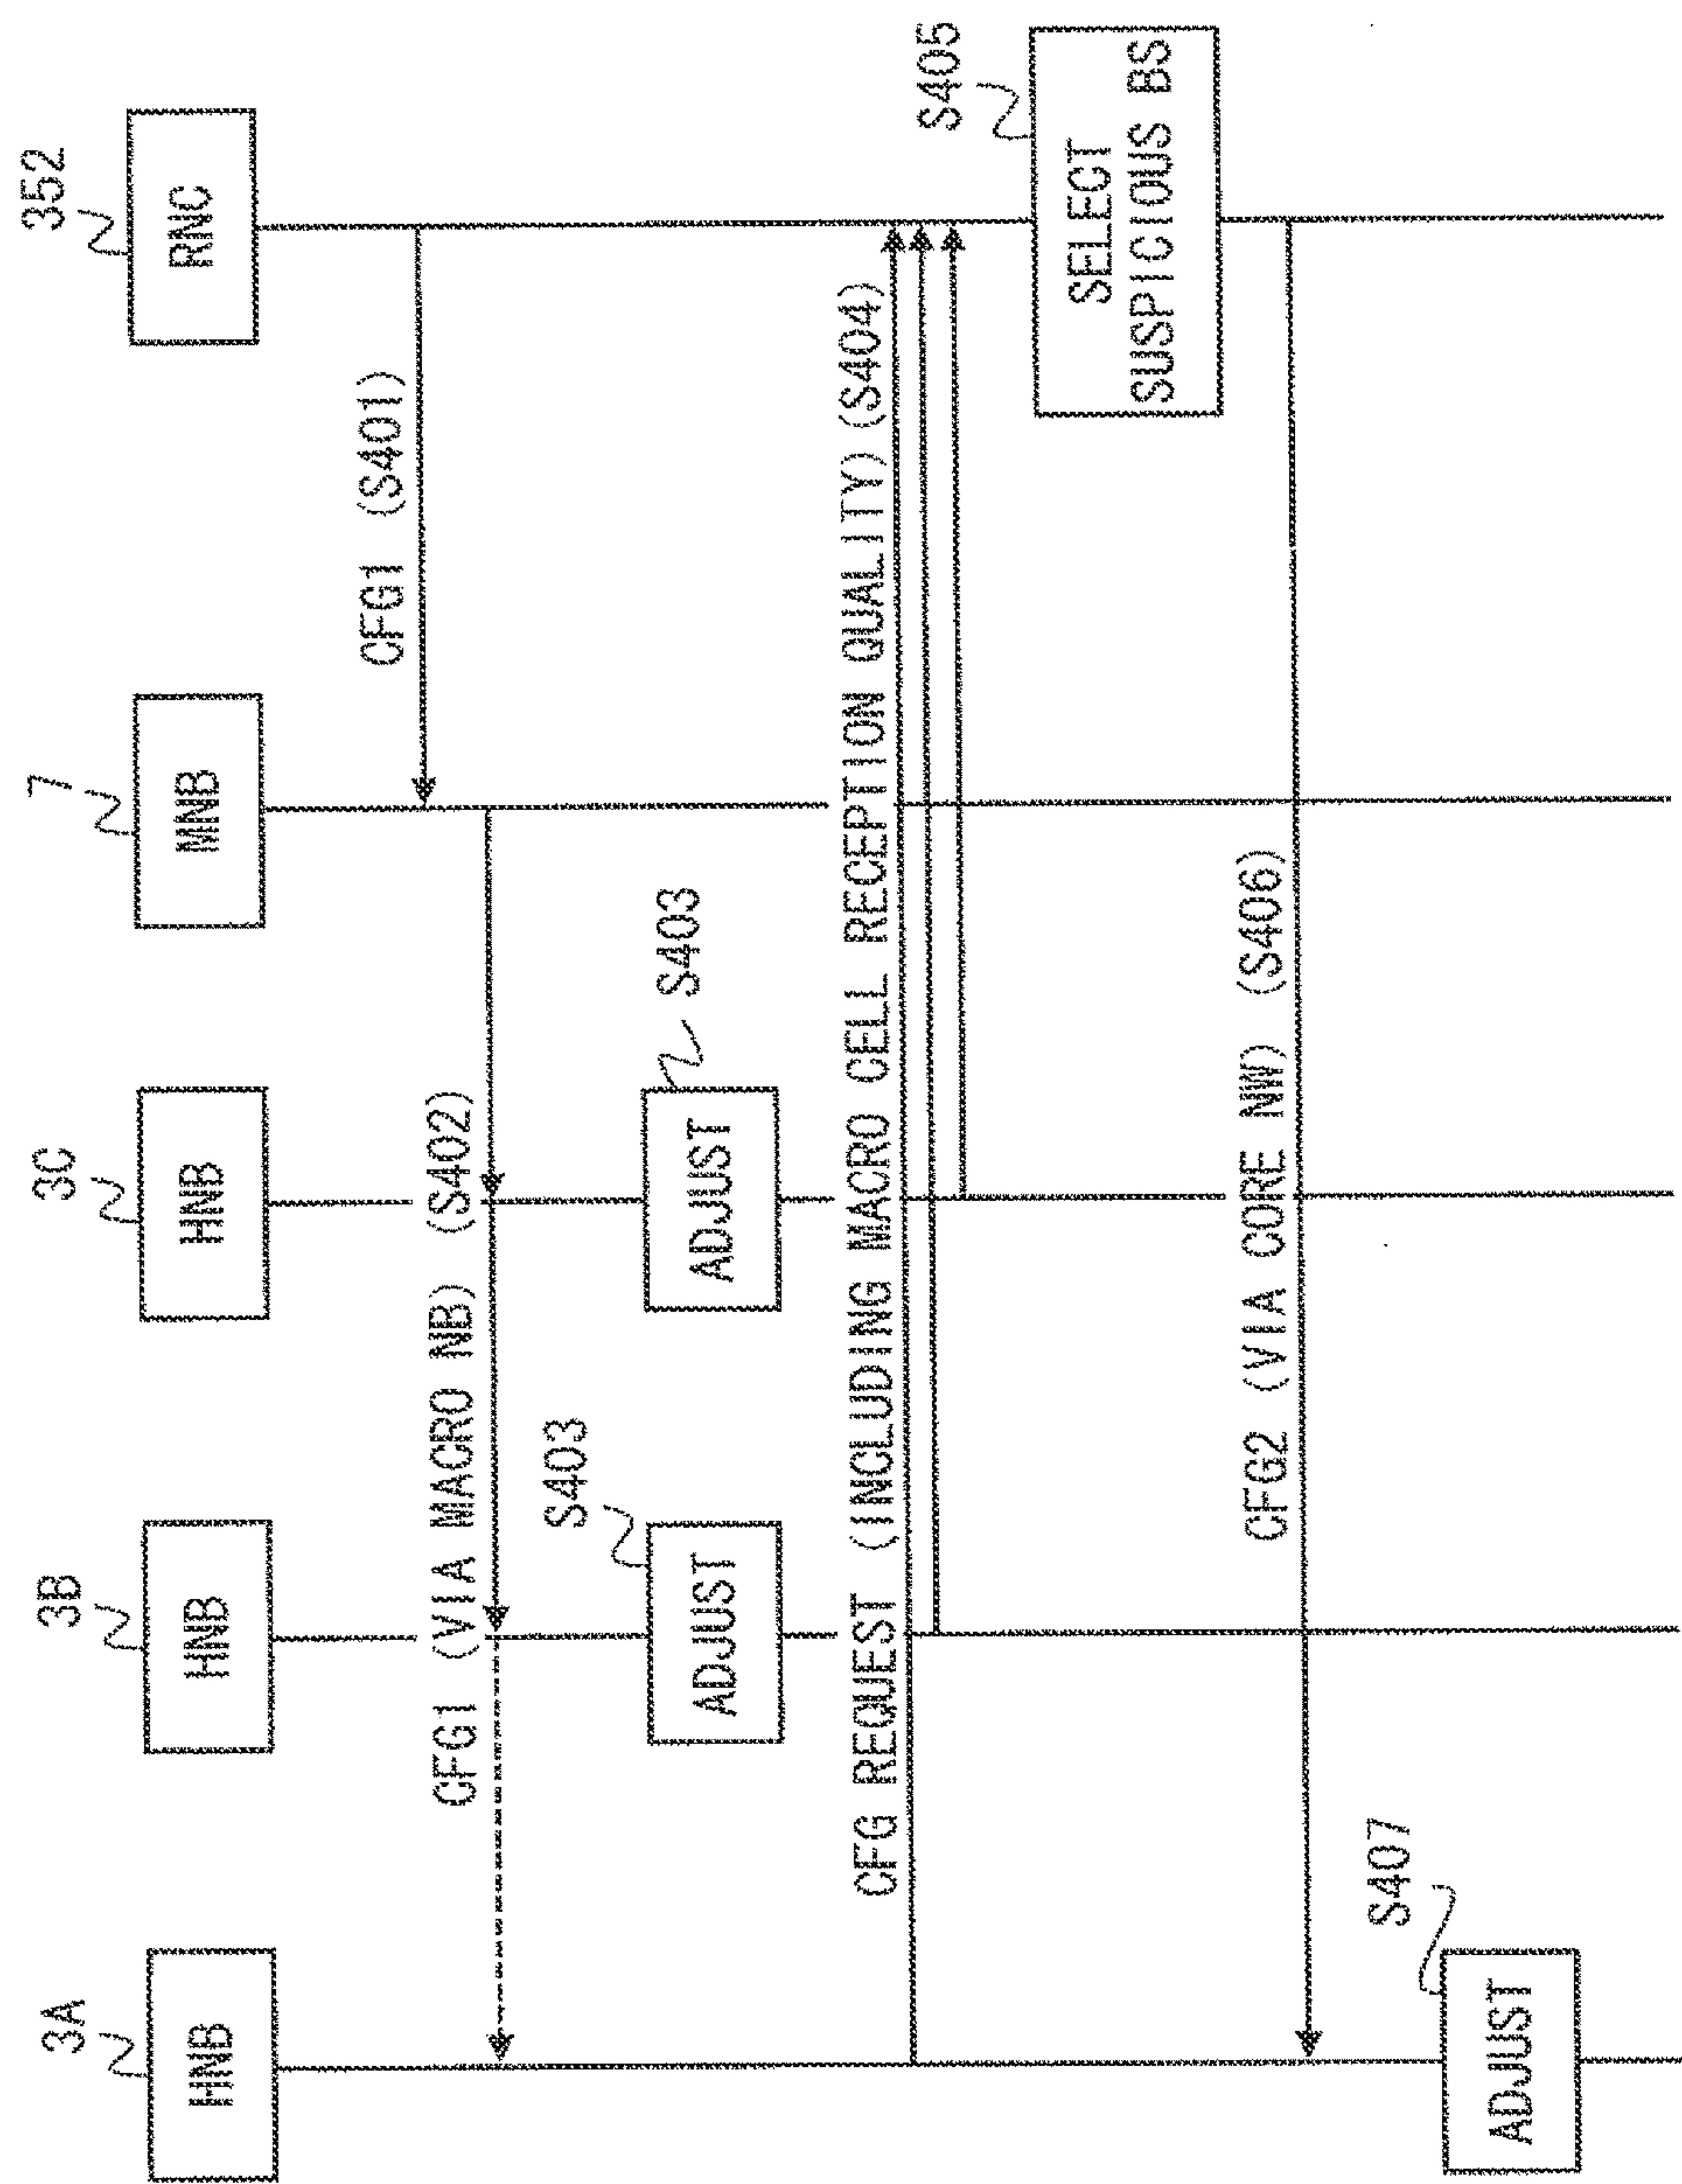 3A
3B
3C
7
352
HNB
HNB
HNB
MNB
RNC
CFG1 (S401)
CFG1 (VIA MACRO NB) (S402)
S403
S403
ADJUST
ADJUST
CFG REQUEST (INCLUDING MACRO CELL RECEPTION QUALITY) (S404)
S405
SELECT
SUSPICIOUS BS
CFG2 (VIA CORE NW) (S406)
S407
ADJUST